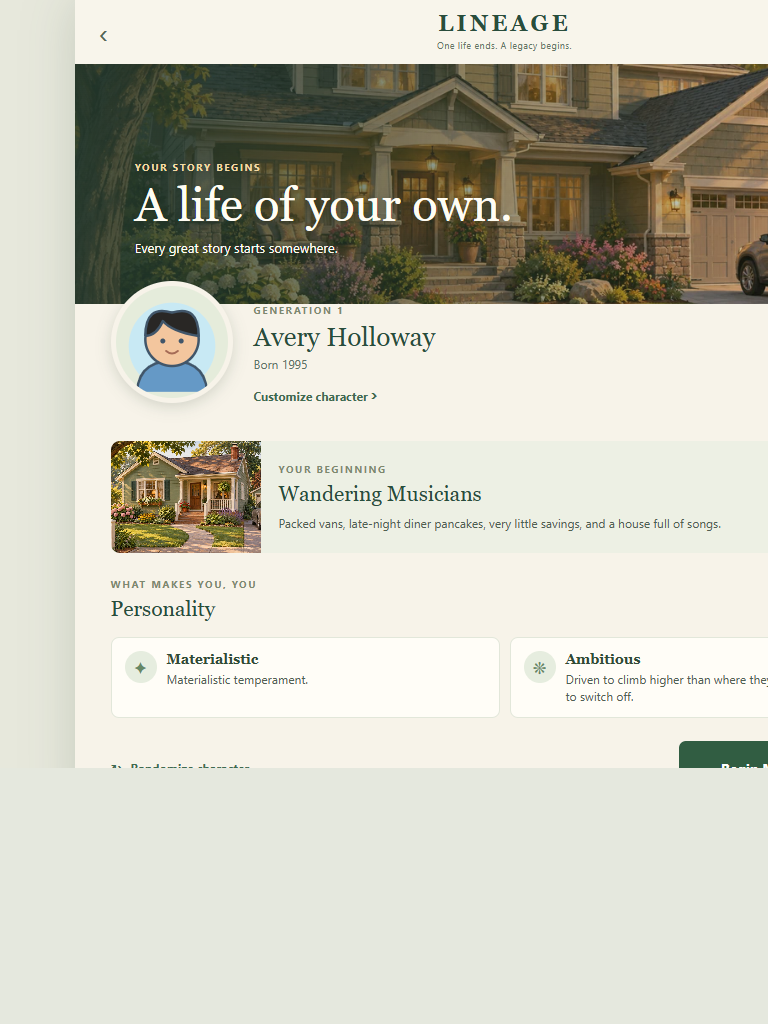 LINEAGE
One life ends. A legacy begins.
YOUR STORY BEGINS
A life of your own.
Every great story starts somewhere.
GENERATION 1
Avery Holloway
Born 1995
Customize character ›
YOUR BEGINNING
Wandering Musicians
Packed vans, late-night diner pancakes, very little savings, and a house full of songs.
WHAT MAKES YOU, YOU
Personality
Materialistic
Materialistic temperament.
Ambitious
Driven to climb higher than where they
to switch off.
Randomize character
Begin